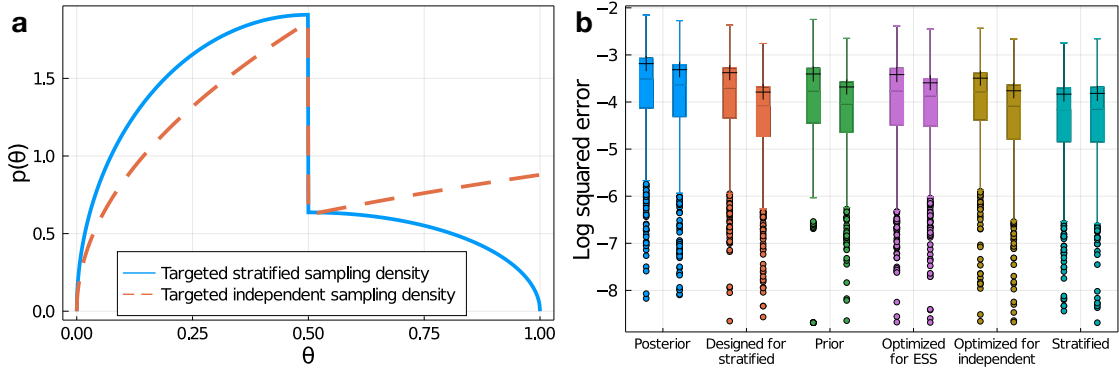 a
p(θ)
1.5
1.0
0.5
0.0
Targeted stratified sampling density
Targeted independent sampling density
0.00
0.25
0.50
0.75
1.00
θ
b
Log squared error
−2
−3
−4
−5
−6
−7
−8
Posterior
Designed for
stratified
Prior
Optimized
for ESS
Optimized for
independent
Stratified